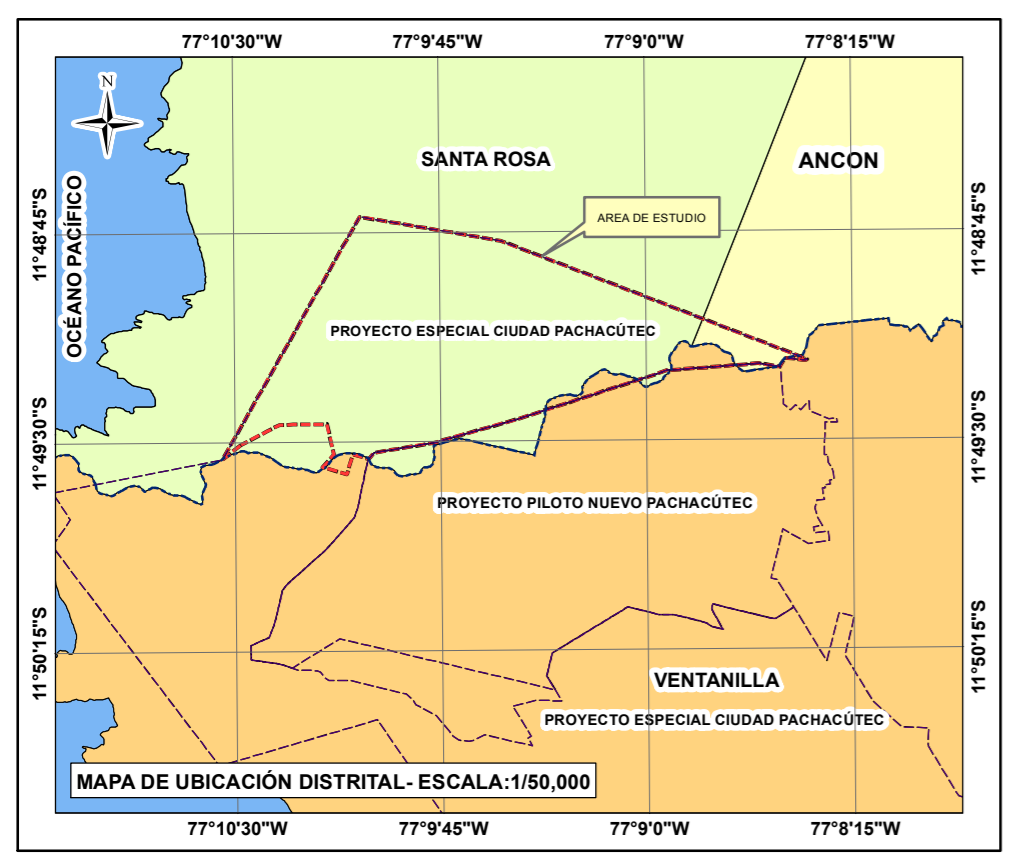 77°10'30"W 77°9'45"W 77°9'0"W 77°8'15"W
N
SANTA ROSA
ANCON
OCÉANO PACÍFICO
11°48'45"S
11°48'45"S
AREA DE ESTUDIO
PROYECTO ESPECIAL CIUDAD PACHACÚTEC
11°49'30"S
11°49'30"S
PROYECTO PILOTO NUEVO PACHACÚTEC
11°50'15"S
11°50'15"S
VENTANILLA
PROYECTO ESPECIAL CIUDAD PACHACÚTEC
MAPA DE UBICACIÓN DISTRITAL- ESCALA:1/50,000
77°10'30"W 77°9'45"W 77°9'0"W 77°8'15"W